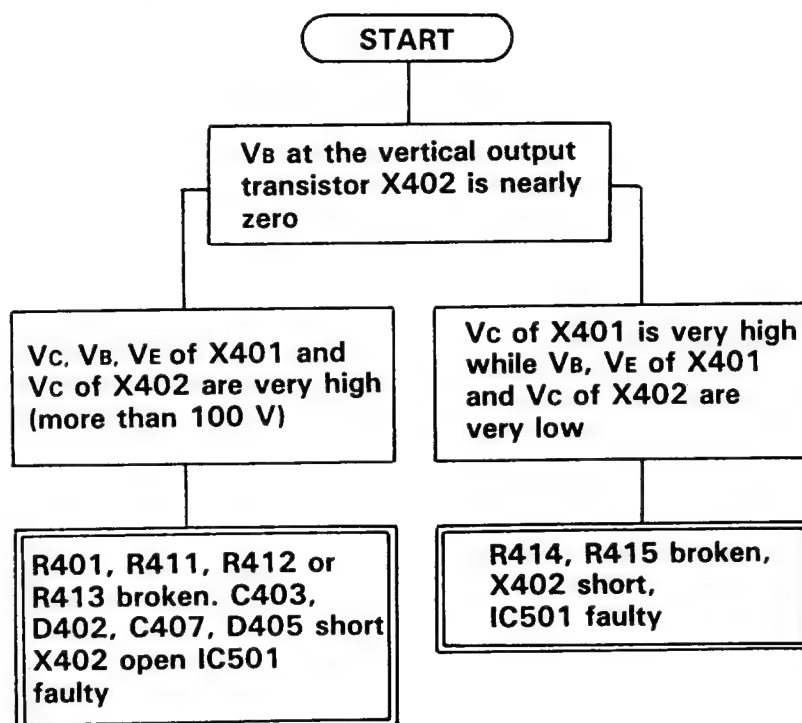 START
VB at the vertical output
transistor X402 is nearly
zero
VC, VB, VE of X401 and
VC of X402 are very high
(more than 100 V)
VC of X401 is very high
while VB, VE of X401
and VC of X402 are
very low
R401, R411, R412 or
R413 broken. C403,
D402, C407, D405 short
X402 open IC501
faulty
R414, R415 broken,
X402 short,
IC501 faulty